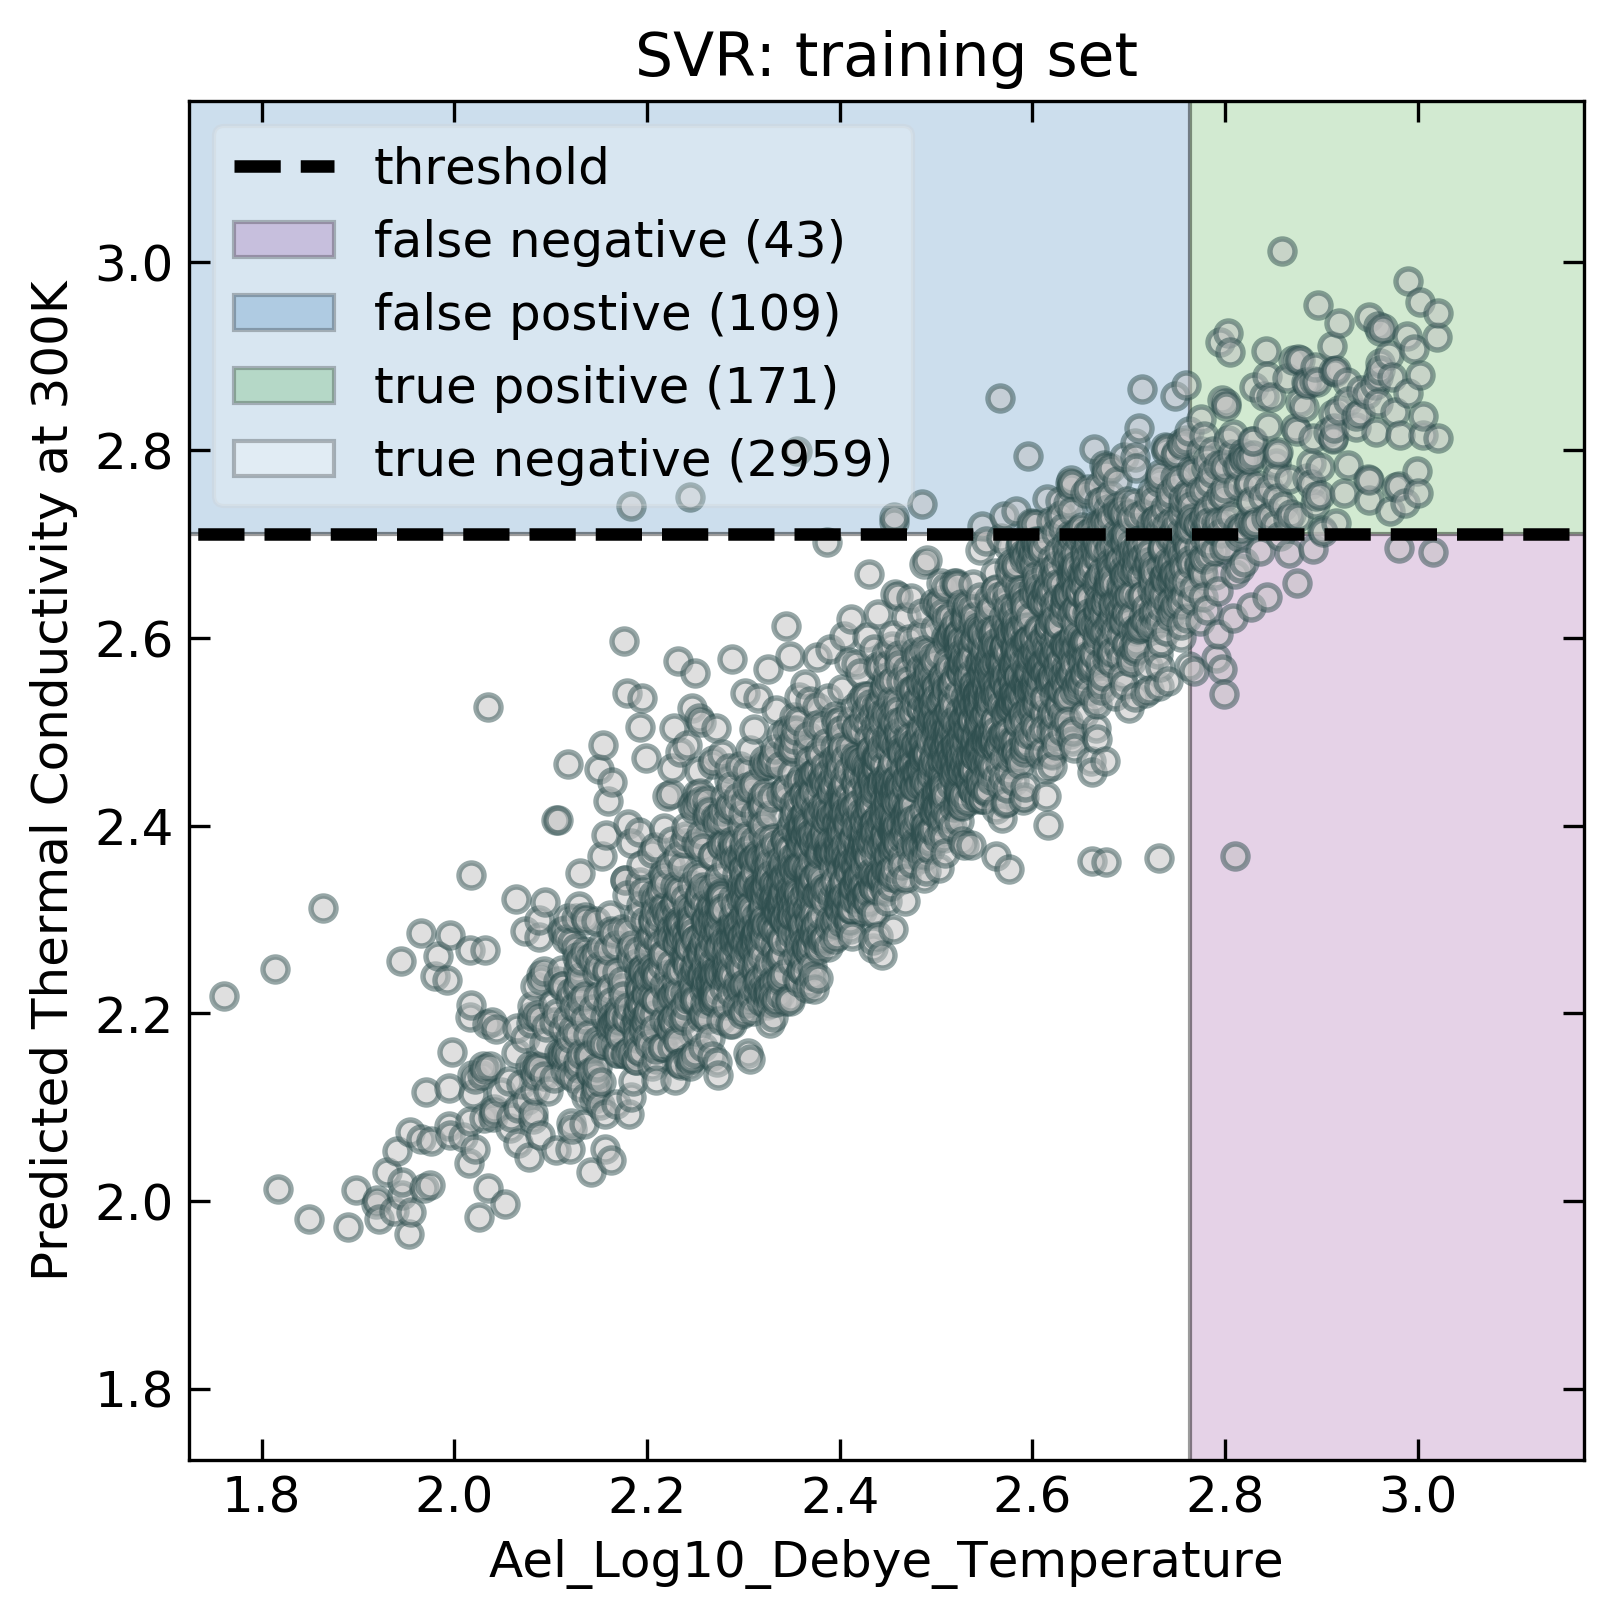 SVR: training set
threshold
false negative (43)
false postive (109)
true positive (171)
true negative (2959)
Predicted Thermal Conductivity at 300K
3.0
2.8
2.6
2.4
2.2
2.0
1.8
1.8 2.0 2.2 2.4 2.6 2.8 3.0
Ael_Log10_Debye_Temperature